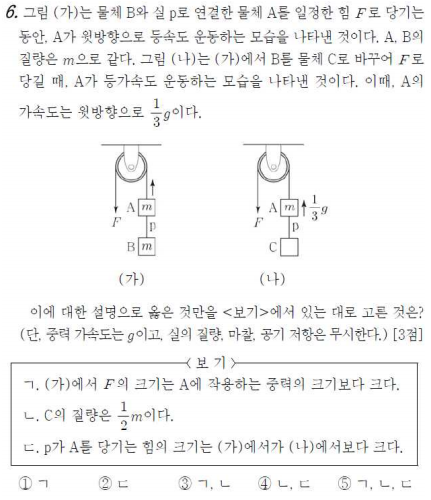 6. 그림 (가)는 물체 B와 실 p로 연결한 물체 A를 일정한 힘 F로 당기는
동안, A가 윗방향으로 등속도 운동하는 모습을 나타낸 것이다. A, B의
질량은 m으로 같다. 그림 (나)는 (가)에서 B를 물체 C로 바꾸어 F로
당길 때, A가 등가속도 운동하는 모습을 나타낸 것이다. 이때, A의
가속도는 윗방향으로 1/3 g이다.
F A m p B m
(가)
F A m 1/3 g p C
(나)
이에 대한 설명으로 옳은 것만을 <보기>에서 있는 대로 고른 것은?
(단, 중력 가속도는 g이고, 실의 질량, 마찰, 공기 저항은 무시한다.) [3점]
<보 기>
ㄱ. (가)에서 F의 크기는 A에 작용하는 중력의 크기보다 크다.
ㄴ. C의 질량은 1/2 m이다.
ㄷ. p가 A를 당기는 힘의 크기는 (가)에서가 (나)에서보다 크다.
① ㄱ ② ㄷ ③ ㄱ, ㄴ ④ ㄴ, ㄷ ⑤ ㄱ, ㄴ, ㄷ